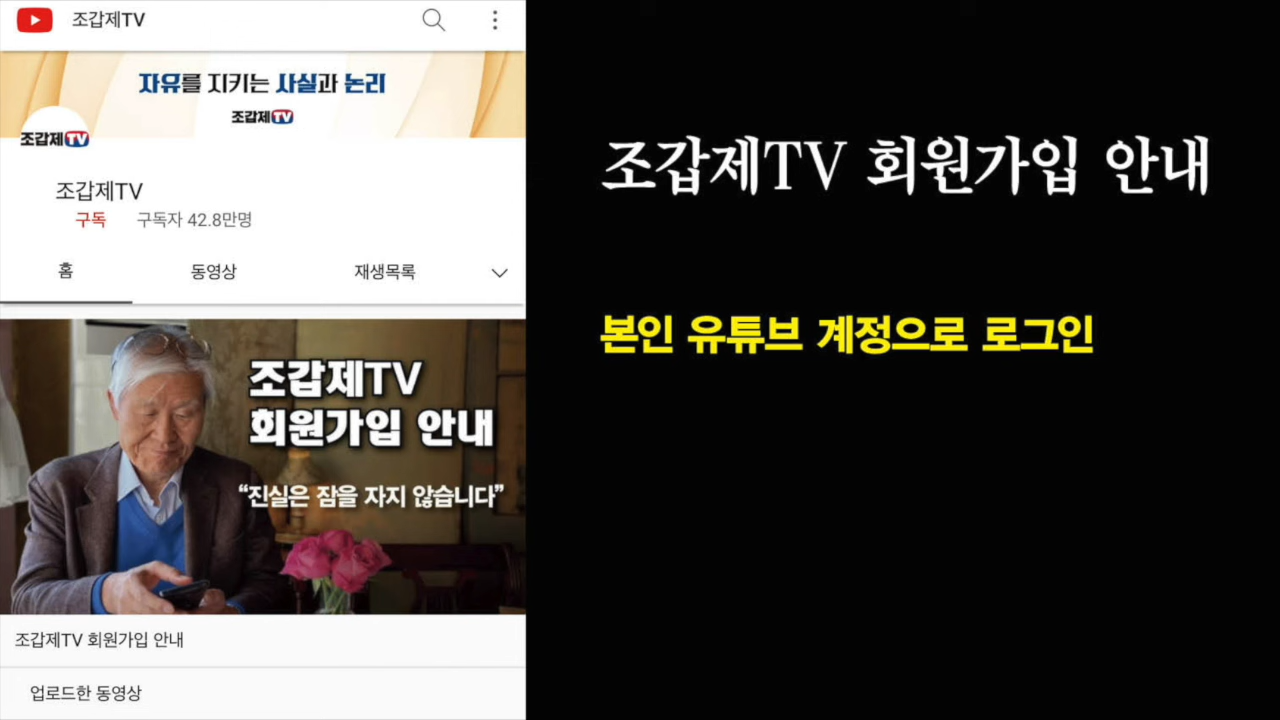 조갑제TV
자유를 지키는 사실과 논리
조갑제TV
조갑제TV
조갑제TV
구독 구독자 42.8만명
홈 동영상 재생목록
조갑제TV
회원가입 안내
“진실은 잠을 자지 않습니다”
조갑제TV 회원가입 안내
업로드한 동영상
조갑제TV 회원가입 안내
본인 유튜브 계정으로 로그인